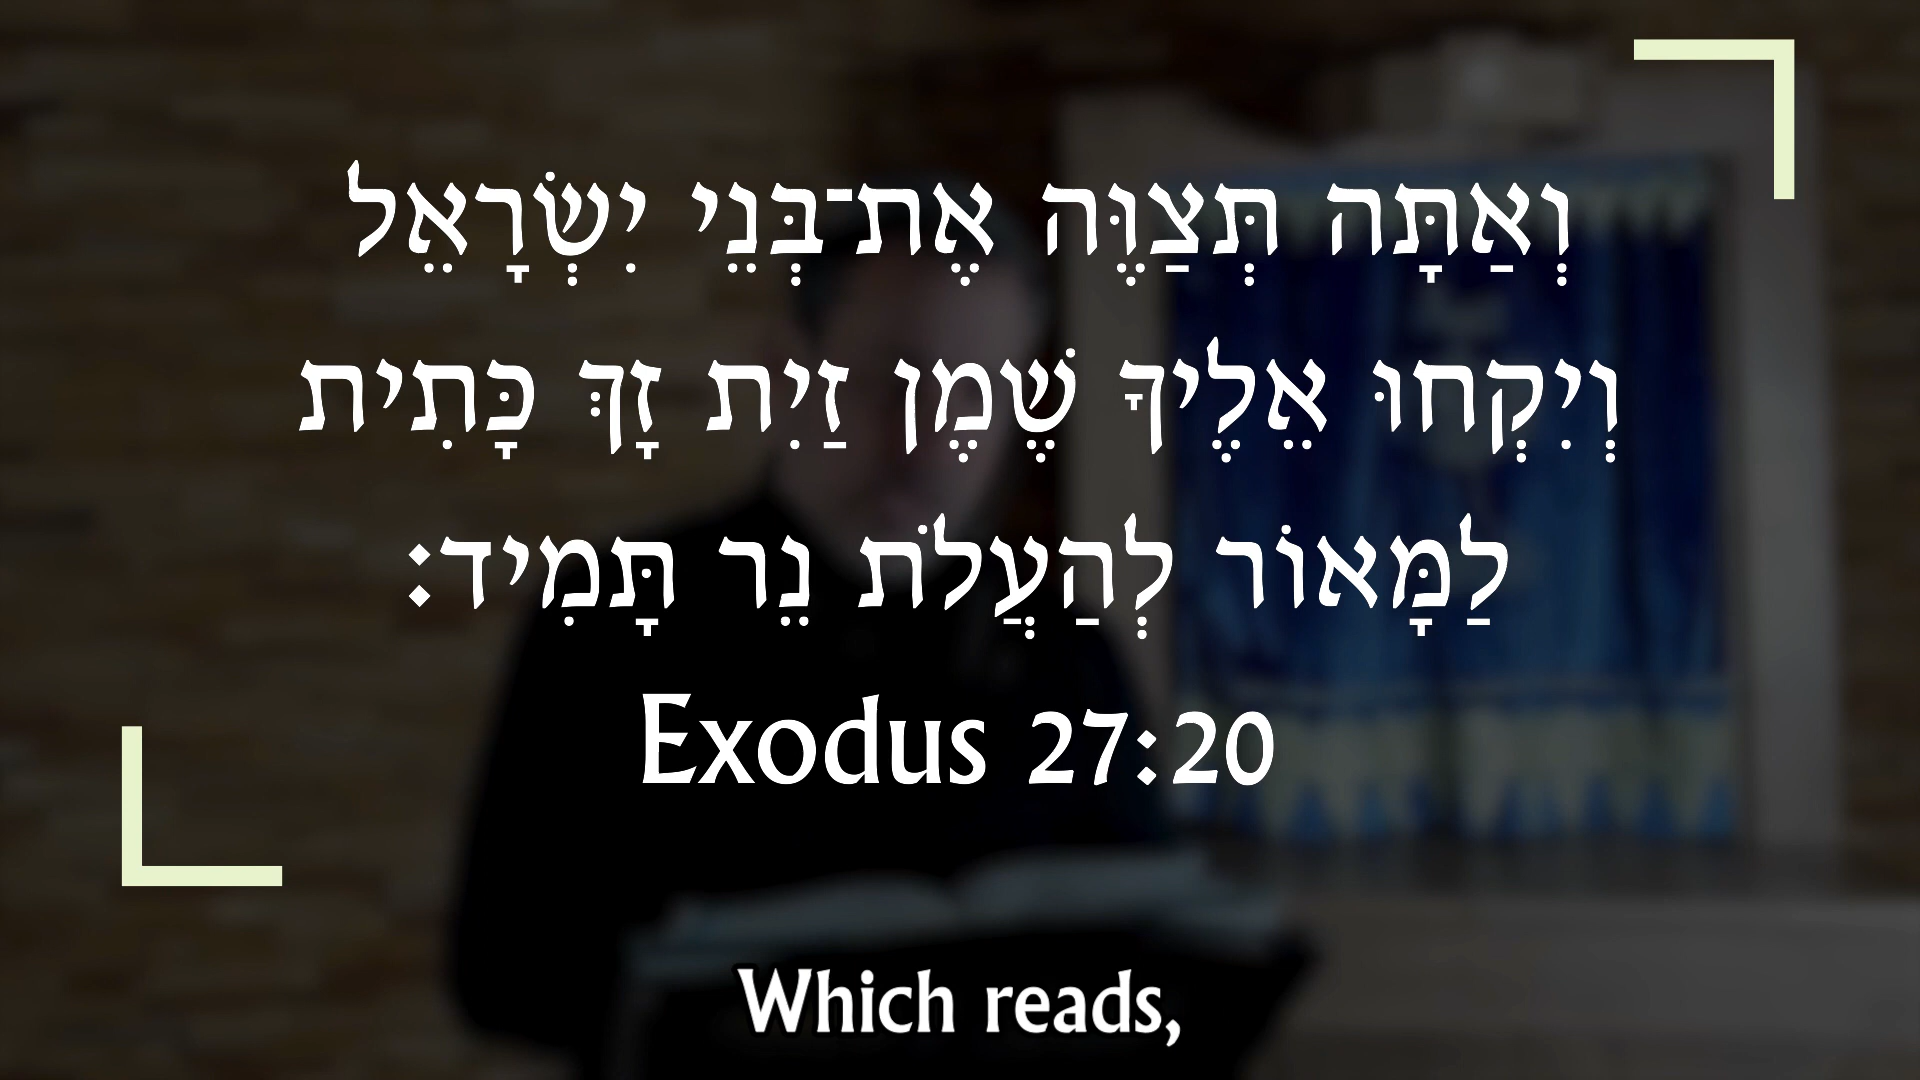 וְאַתָּה תְּצַוֶּה אֶת־בְּנֵי יִשְׂרָאֵל
וְיִקְחוּ אֵלֶיךָ שֶׁמֶן זַיִת זָךְ כָּתִית
לַמָּאוֹר לְהַעֲלֹת נֵר תָּמִיד׃
Exodus 27:20
Which reads,